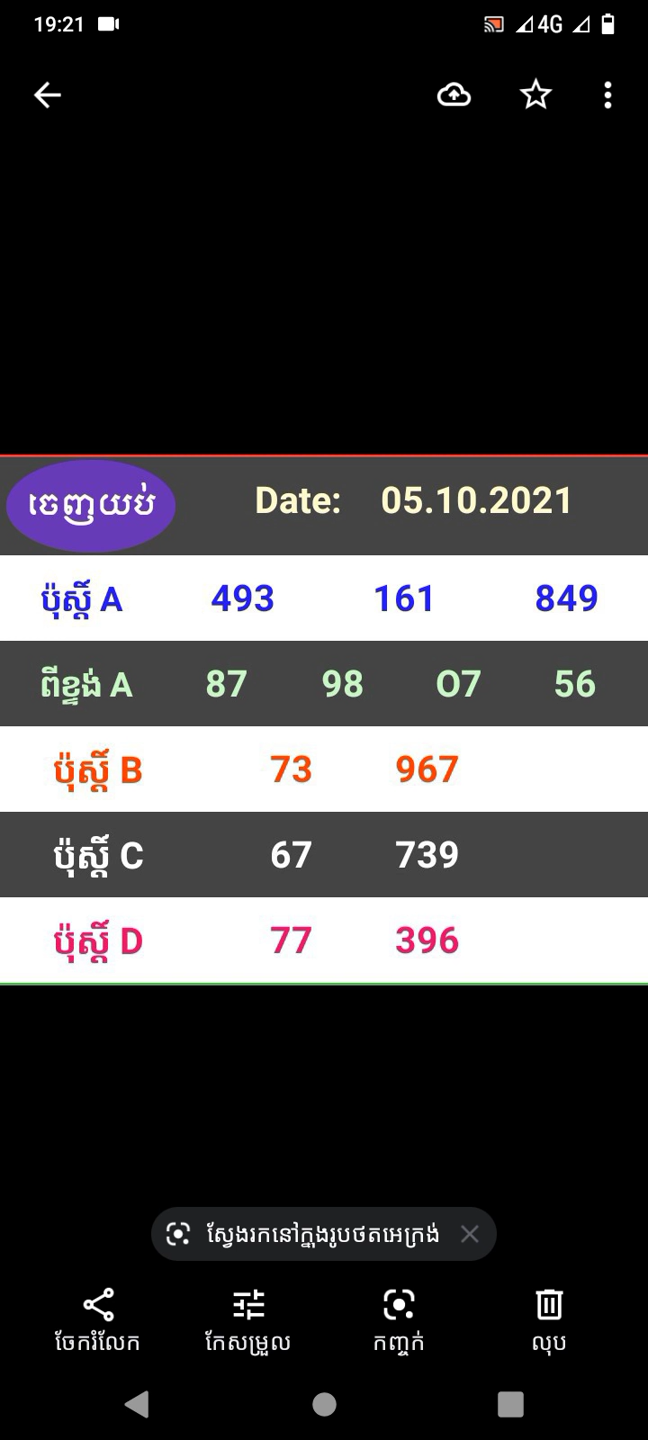 19:21 4G
ចេញយប់ Date: 05.10.2021
ប៉ុស្តិ៍ A 493 161 849
ពីខ្ទង់ A 87 98 O7 56
ប៉ុស្តិ៍ B 73 967
ប៉ុស្តិ៍ C 67 739
ប៉ុស្តិ៍ D 77 396
ស្វែងរកនៅក្នុងរូបថតអេក្រង់
ចែករំលែក កែសម្រួល កញ្ចក់ លុប